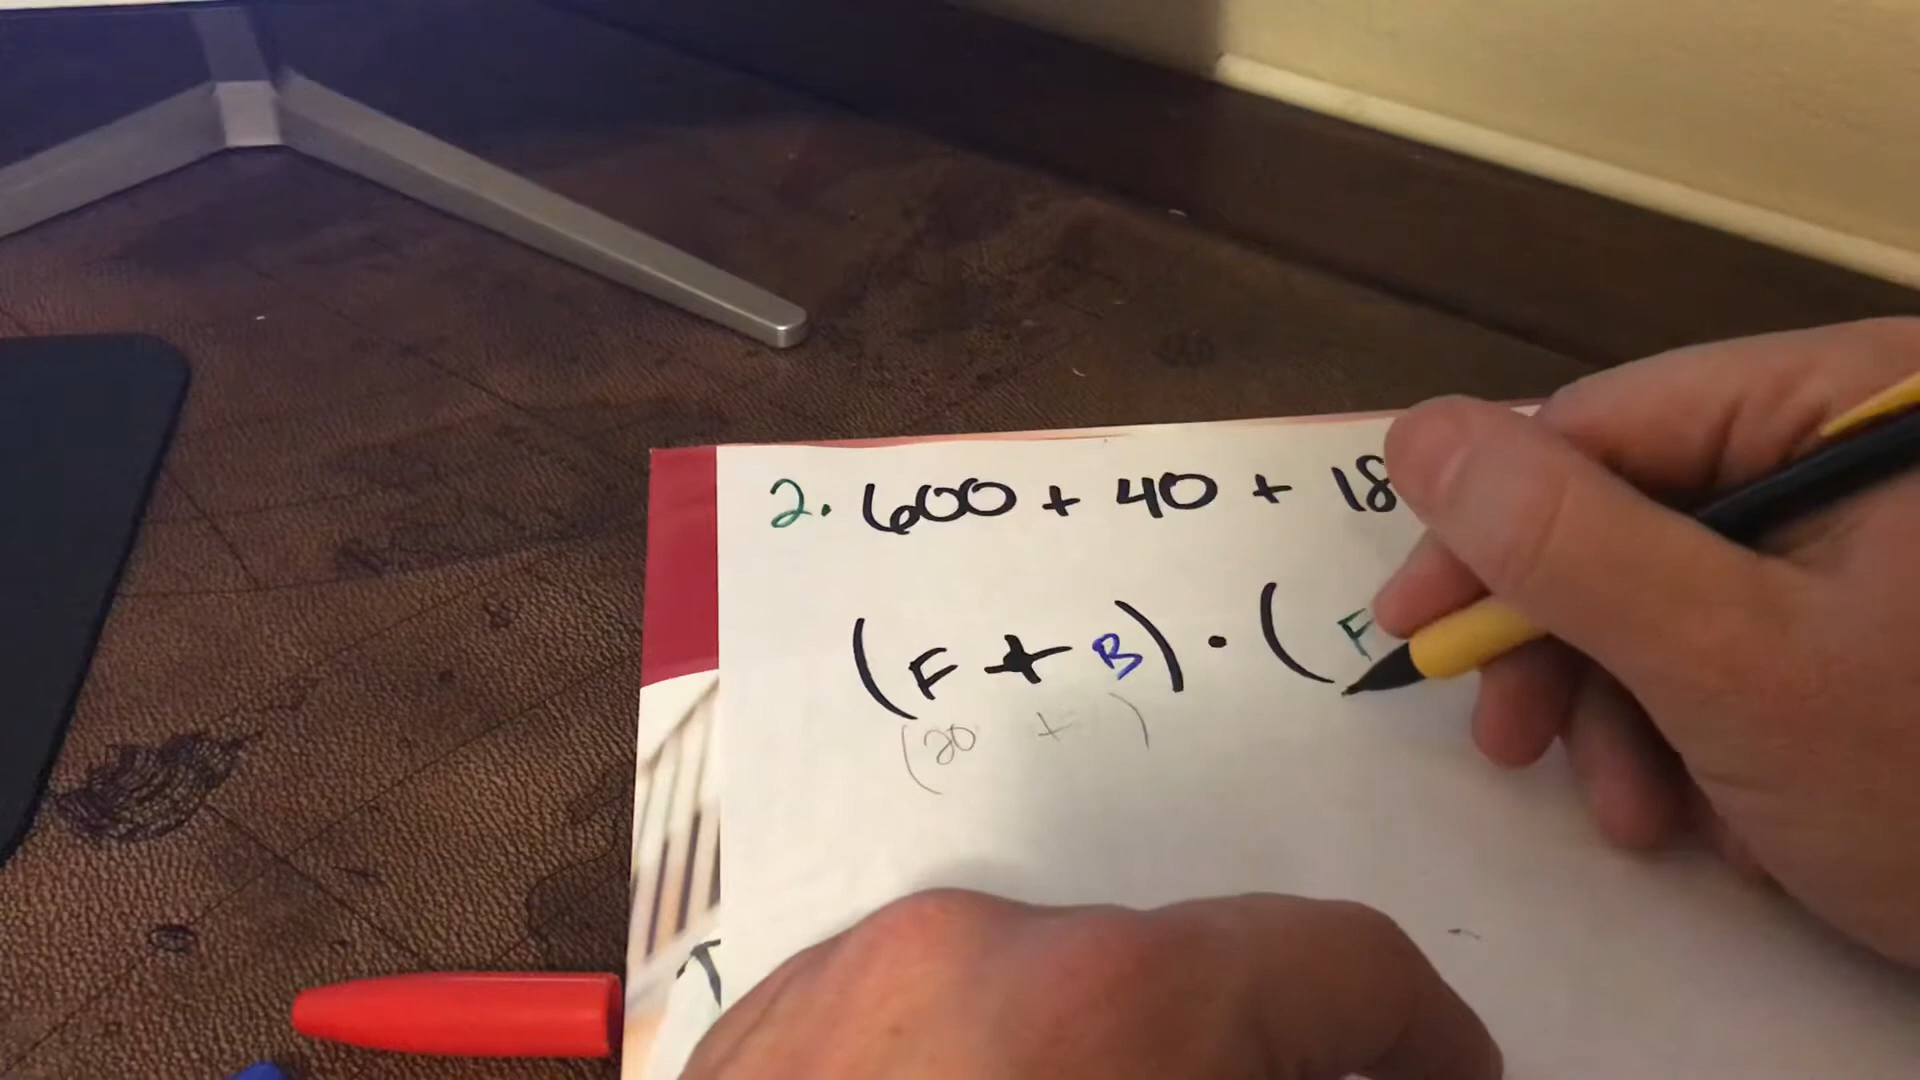 2. 600 + 40 + 18
(F + B) · ( F
(20 + )
T